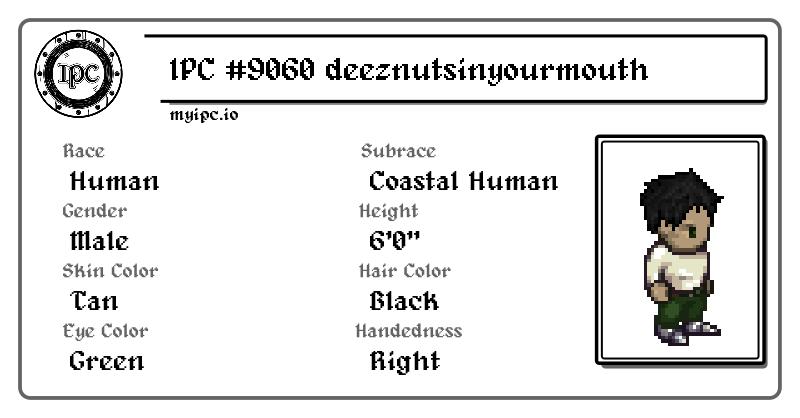 IPC
IPC #9060 deeznutsinyourmouth
myipc.io
Race
Human
Subrace
Coastal Human
Gender
Male
Height
6'0"
Skin Color
Tan
Hair Color
Black
Eye Color
Green
Handedness
Right